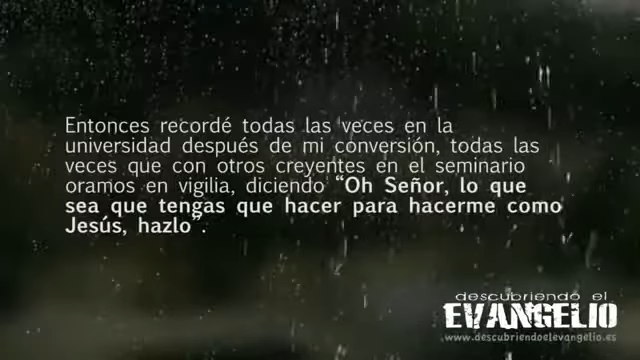 Entonces recordé todas las veces en la
universidad después de mi conversión, todas las
veces que con otros creyentes en el seminario
oramos en vigilia, diciendo “Oh Señor, lo que
sea que tengas que hacer para hacerme como
Jesús, hazlo”.
descubriendo el
EVANGELIO
www.descubriendoelevangelio.es